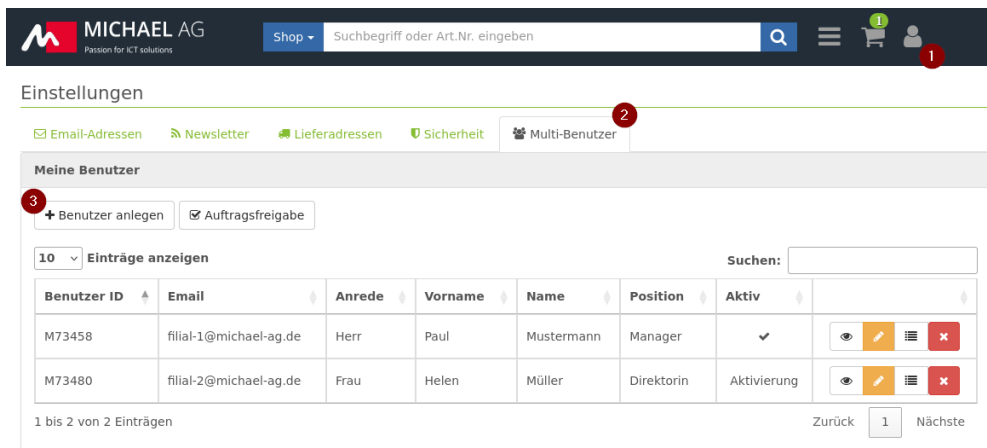 MICHAEL AG
Passion for ICT solutions
Shop
Suchbegriff oder Art.Nr. eingeben
1
1
Einstellungen
2
Email-Adressen Newsletter Lieferadressen Sicherheit Multi-Benutzer
Meine Benutzer
3
Benutzer anlegen Auftragsfreigabe
10 Einträge anzeigen Suchen:
Benutzer ID Email Anrede Vorname Name Position Aktiv
M73458 filial-1@michael-ag.de Herr Paul Mustermann Manager
M73480 filial-2@michael-ag.de Frau Helen Müller Direktorin Aktivierung
1 bis 2 von 2 Einträgen Zurück 1 Nächste